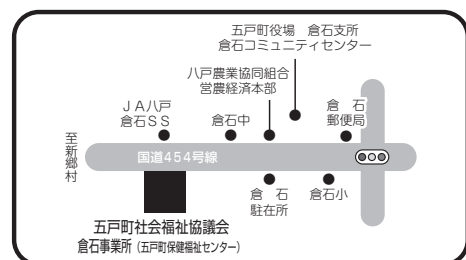 五戸町役場　倉石支所
倉石コミュニティセンター
八戸農業協同組合
営農経済本部
ＪＡ八戸
倉石ＳＳ
倉石中
倉　石
郵便局
至新郷村
国道454号線
倉　石
駐在所
倉石小
五戸町社会福祉協議会
倉石事業所（五戸町保健福祉センター）